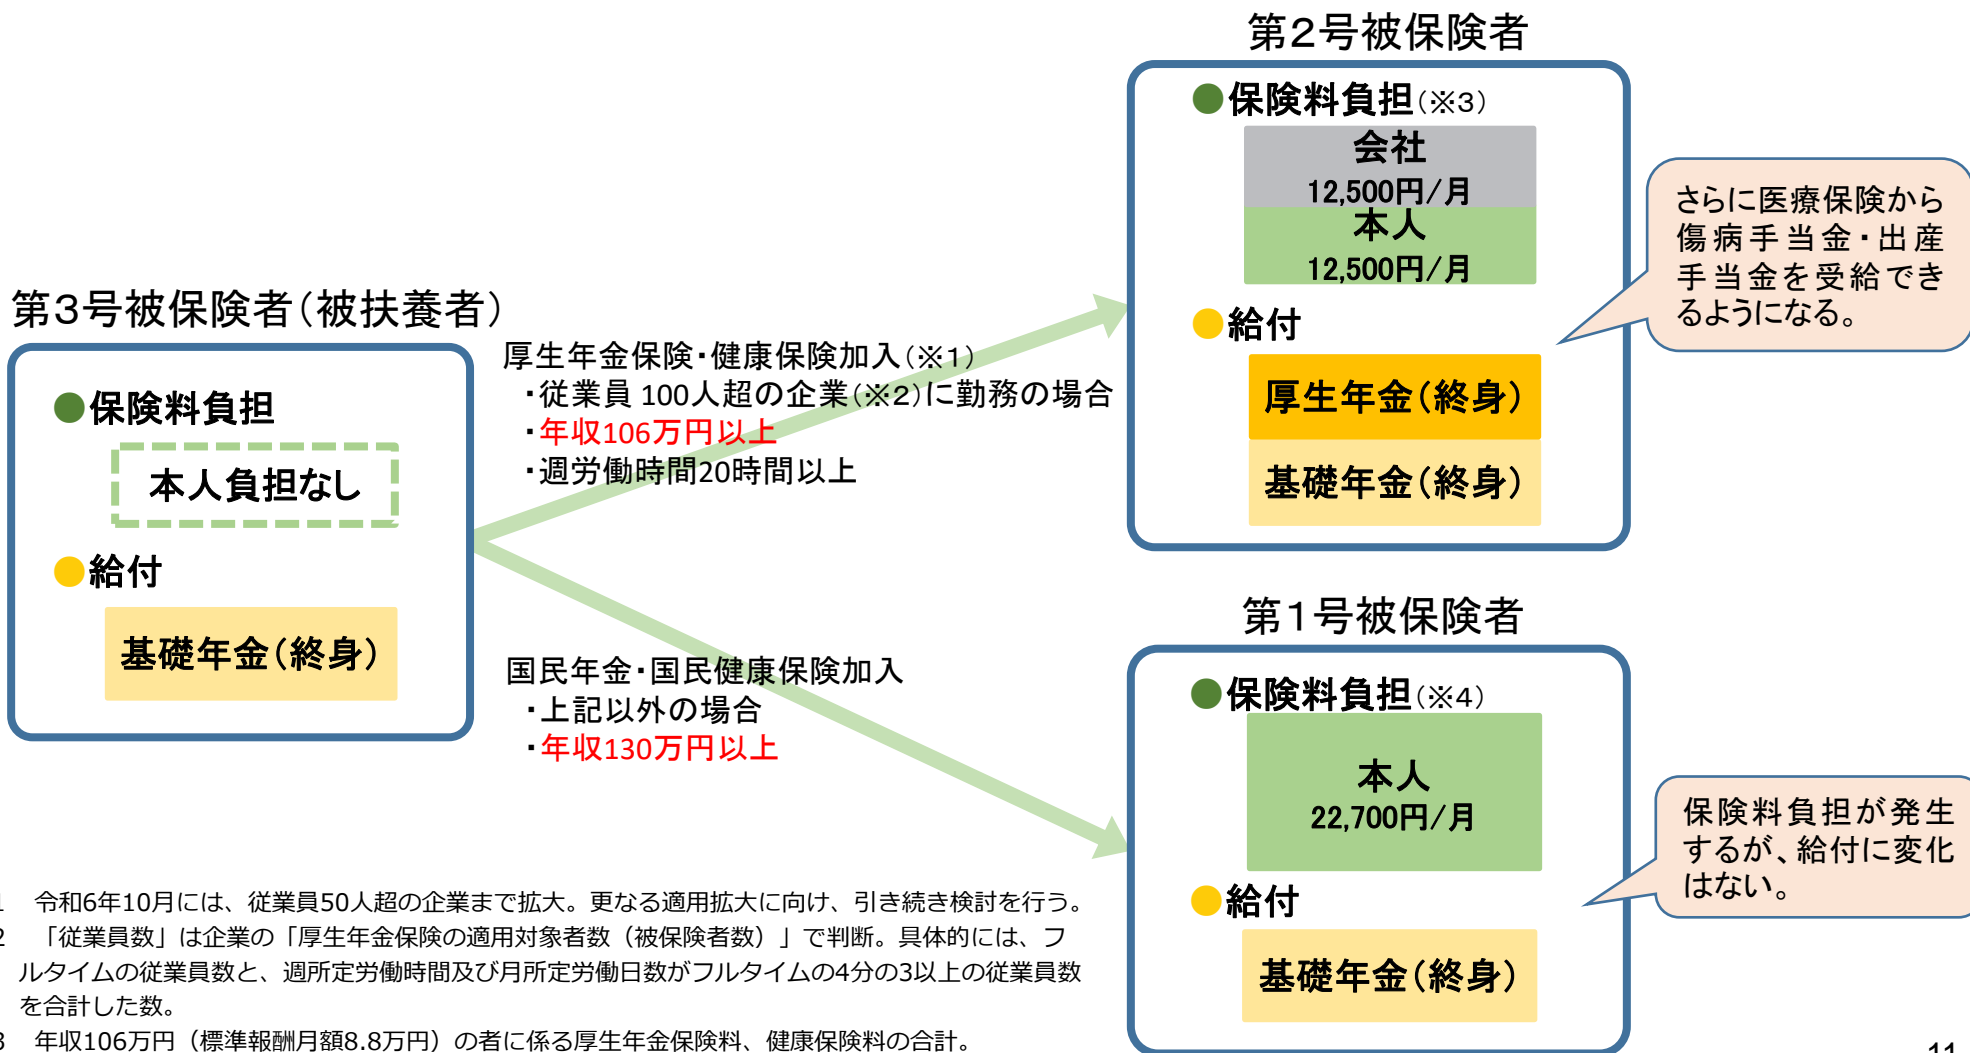 第2号被保険者
●保険料負担(※3)
会社
12,500円/月
本人
12,500円/月
●給付
厚生年金(終身)
基礎年金(終身)
さらに医療保険から
傷病手当金・出産
手当金を受給でき
るようになる。
第3号被保険者(被扶養者)
●保険料負担
本人負担なし
●給付
基礎年金(終身)
厚生年金保険・健康保険加入(※1)
・従業員 100人超の企業(※2)に勤務の場合
・年収106万円以上
・週労働時間20時間以上
国民年金・国民健康保険加入
・上記以外の場合
・年収130万円以上
第1号被保険者
●保険料負担(※4)
本人
22,700円/月
●給付
基礎年金(終身)
保険料負担が発生
するが、給付に変化
はない。
1 令和6年10月には、従業員50人超の企業まで拡大。更なる適用拡大に向け、引き続き検討を行う。
2 「従業員数」は企業の「厚生年金保険の適用対象者数（被保険者数）」で判断。具体的には、フ
ルタイムの従業員数と、週所定労働時間及び月所定労働日数がフルタイムの4分の3以上の従業員数
を合計した数。
3 年収106万円（標準報酬月額8.8万円）の者に係る厚生年金保険料、健康保険料の合計。
11